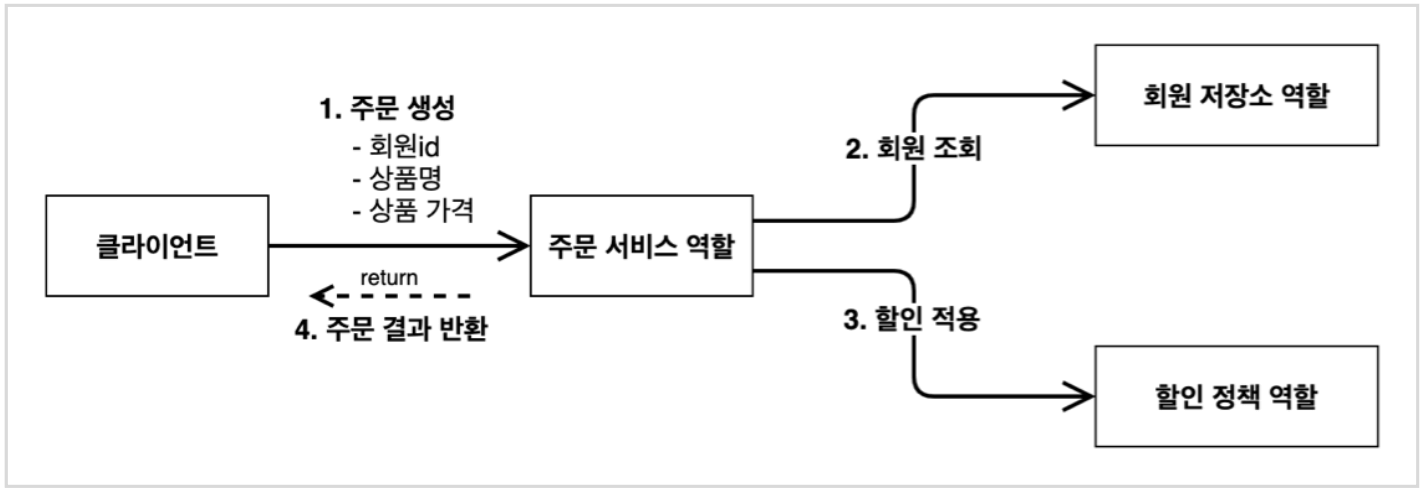 1. 주문 생성
- 회원id
- 상품명
- 상품 가격
클라이언트
주문 서비스 역할
return
4. 주문 결과 반환
2. 회원 조회
회원 저장소 역할
3. 할인 적용
할인 정책 역할